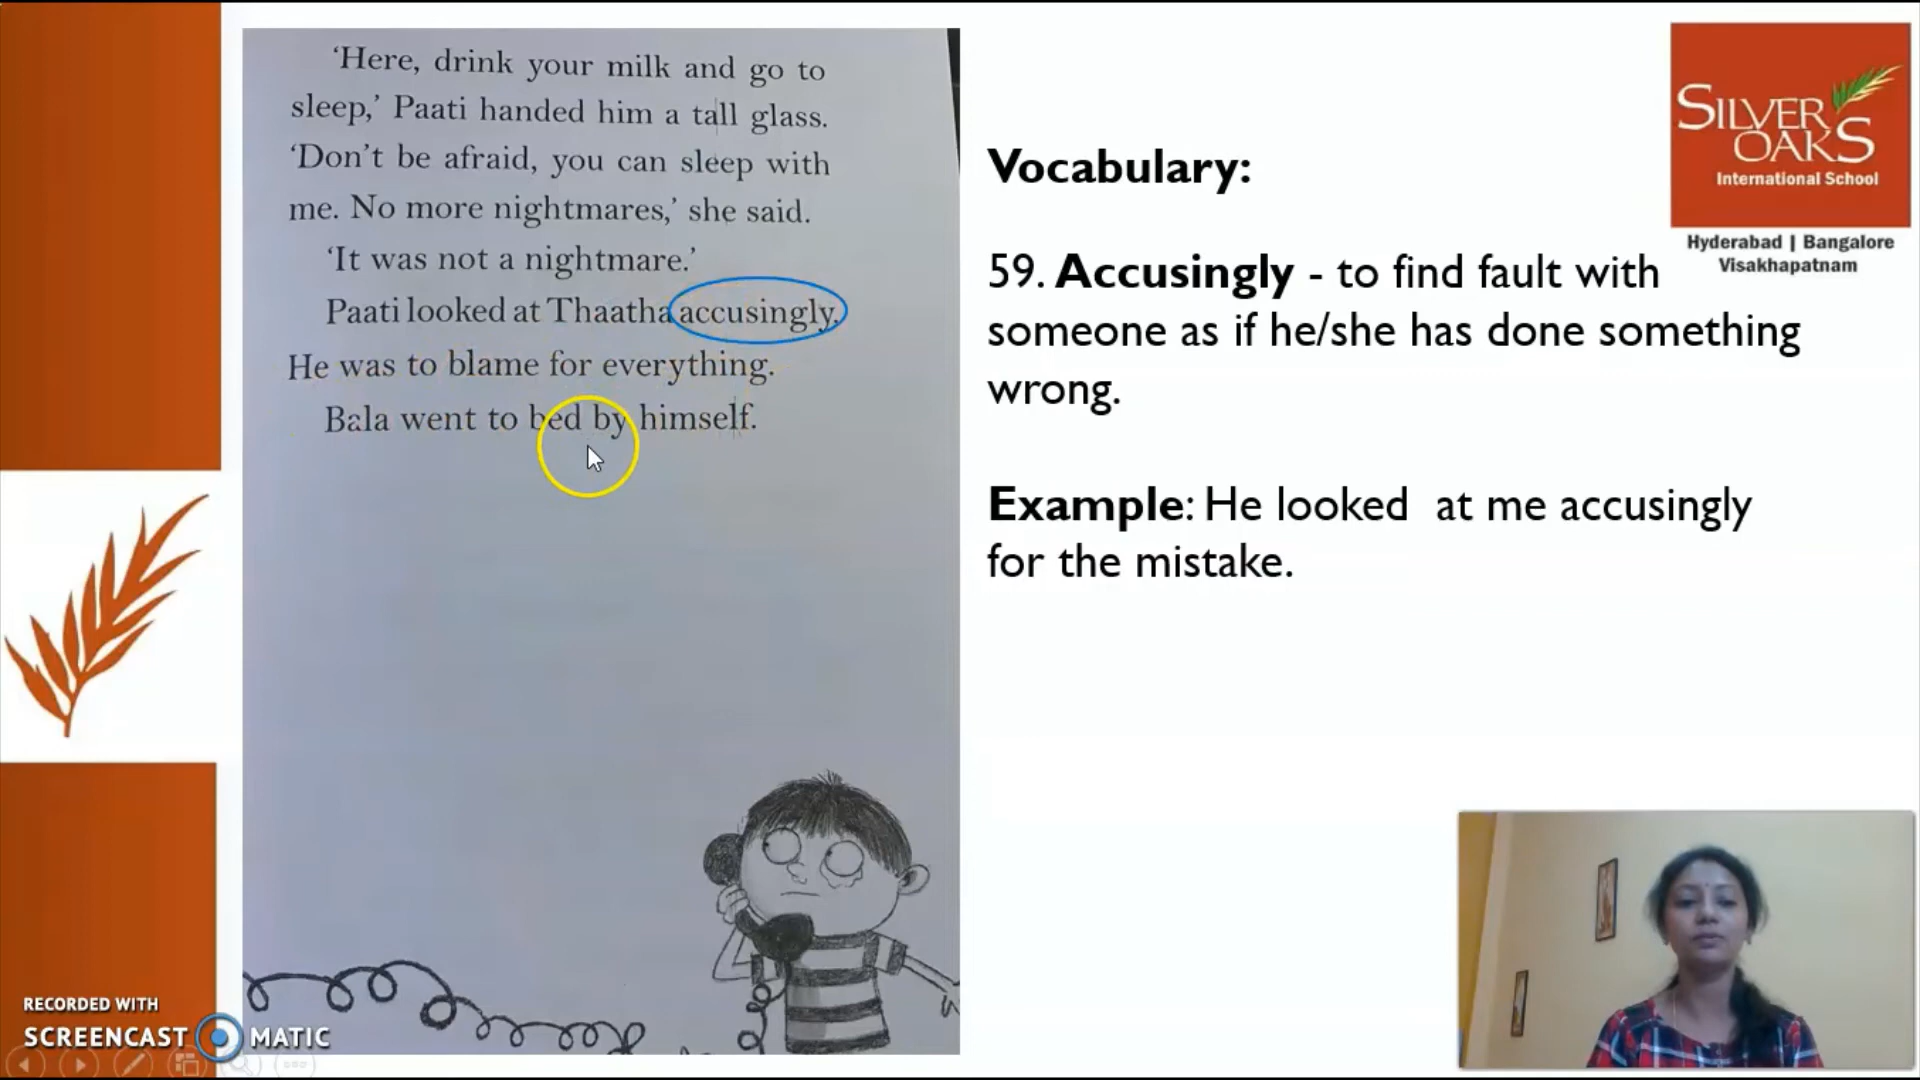 ‘Here, drink your milk and go to
sleep,’ Paati handed him a tall glass.
‘Don’t be afraid, you can sleep with
me. No more nightmares,’ she said.
‘It was not a nightmare.’
Paati looked at Thaatha accusingly.
He was to blame for everything.
Bala went to bed by himself.
Vocabulary:
59. Accusingly - to find fault with
someone as if he/she has done something
wrong.
Example: He looked  at me accusingly
for the mistake.
SILVER
OAKS
International School
Hyderabad | Bangalore
Visakhapatnam
RECORDED WITH
SCREENCAST MATIC